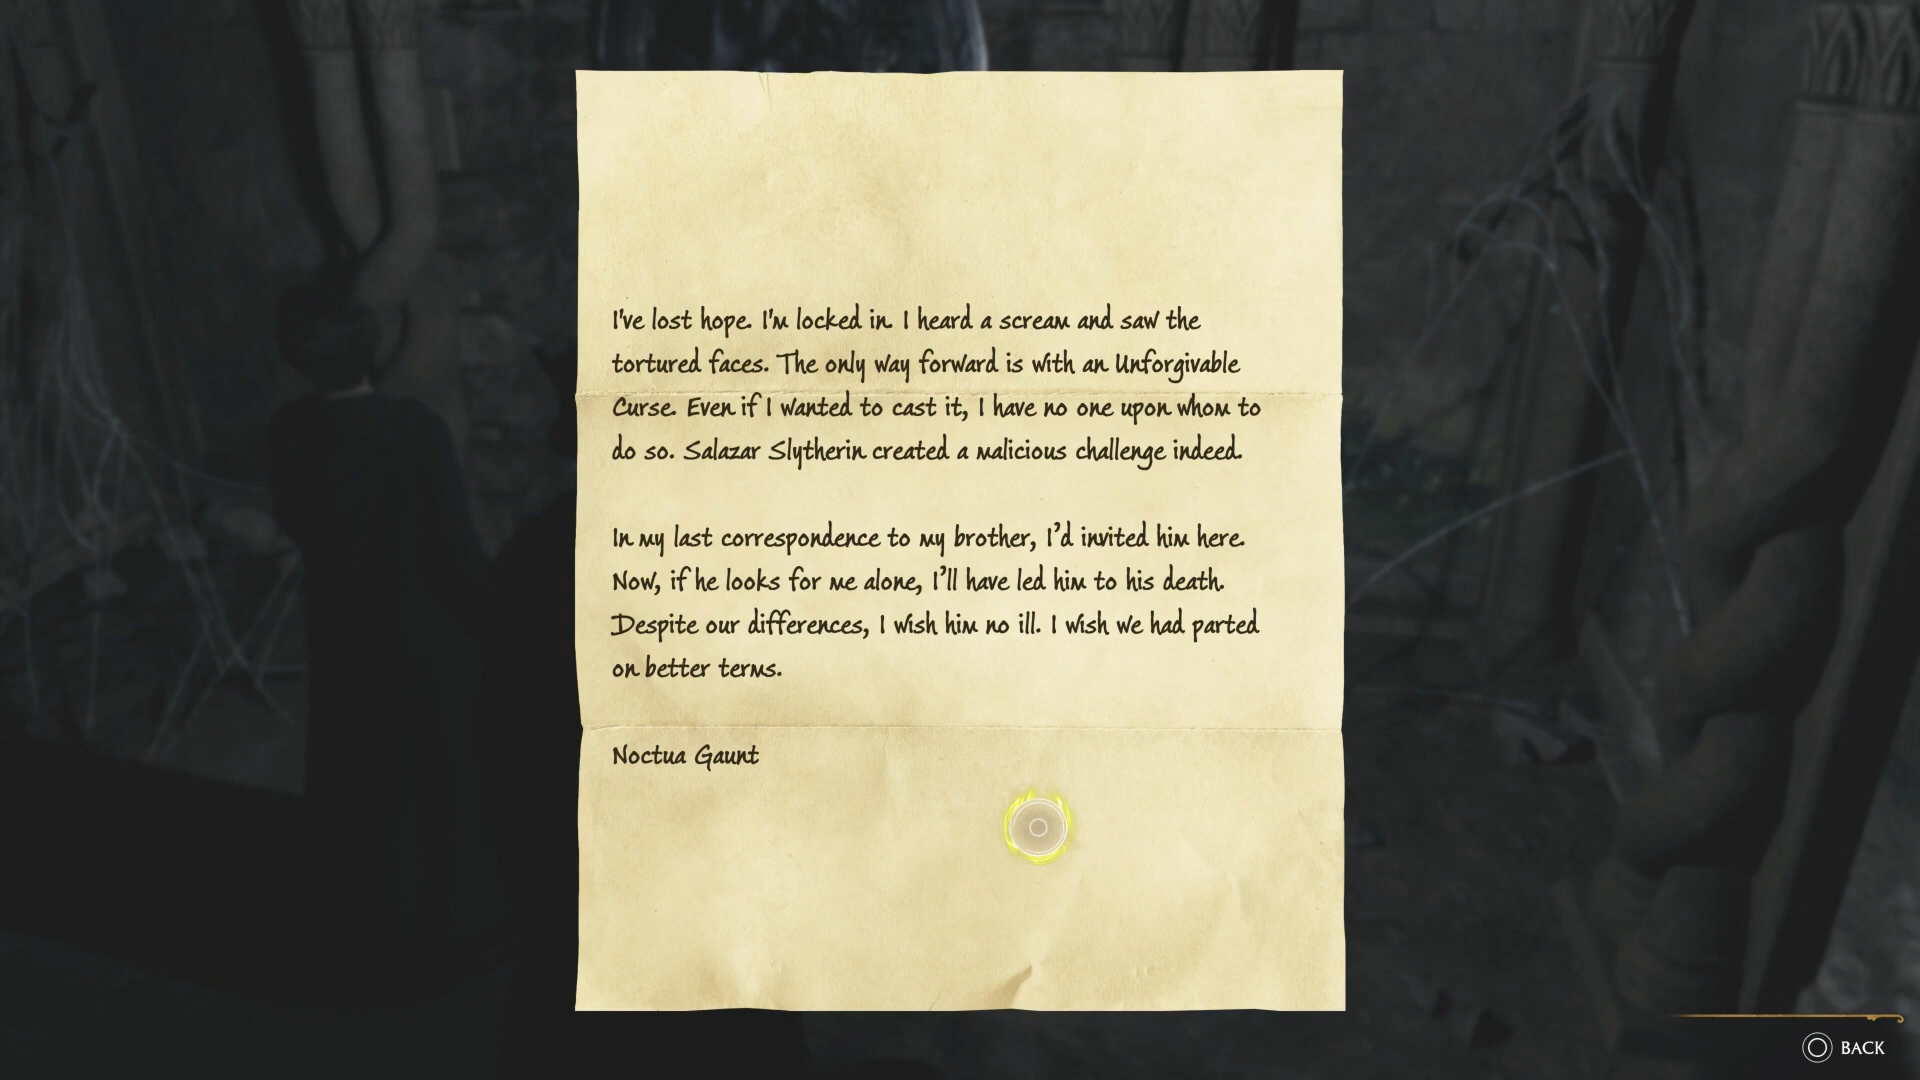 I've lost hope. I'm locked in. I heard a scream and saw the
tortured faces. The only way forward is with an Unforgivable
Curse. Even if I wanted to cast it, I have no one upon whom to
do so. Salazar Slytherin created a malicious challenge indeed.
In my last correspondence to my brother, I’d invited him here.
Now, if he looks for me alone, I’ll have led him to his death.
Despite our differences, I wish him no ill. I wish we had parted
on better terms.
Noctua Gaunt
BACK